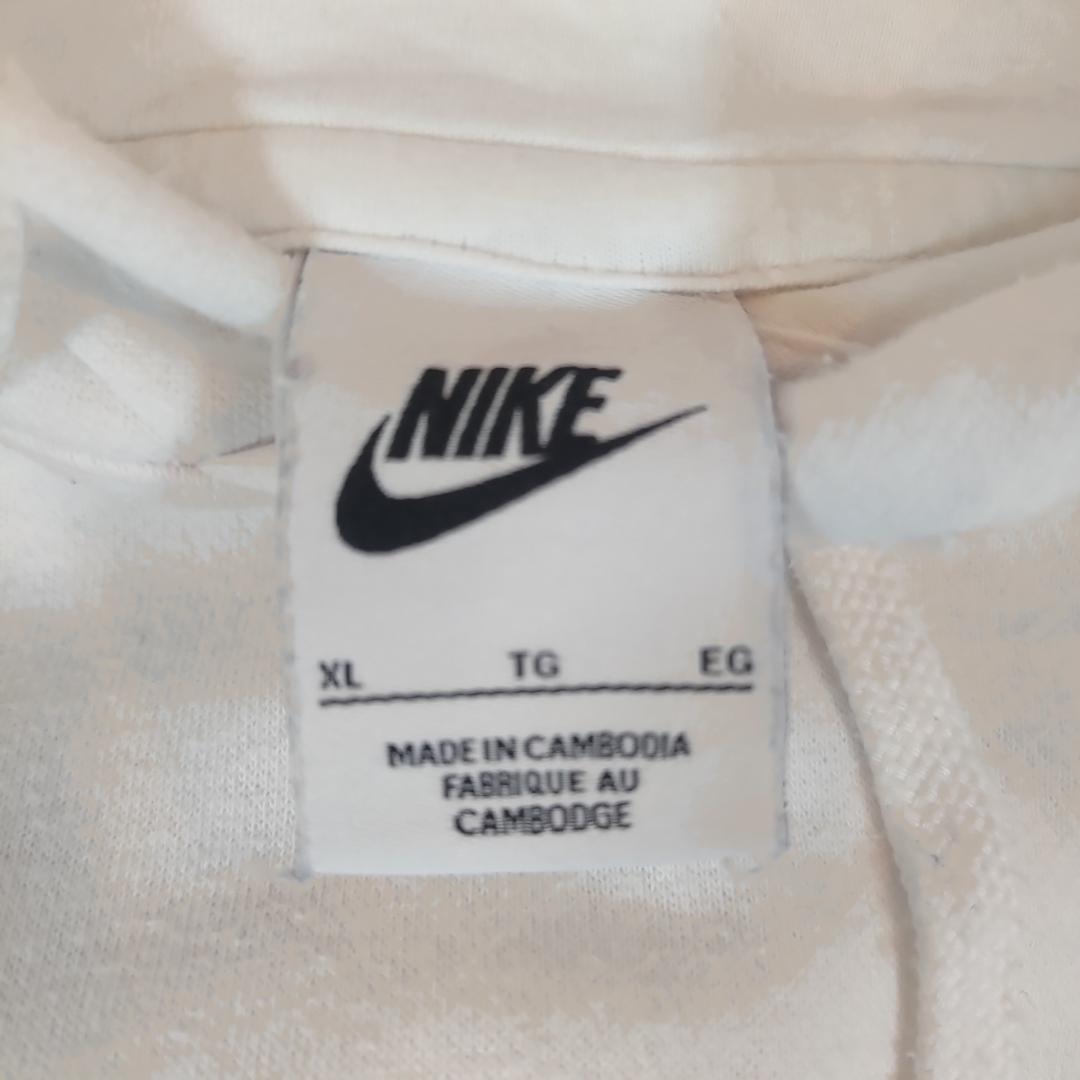 NIKE
XL TG EG
MADE IN CAMBODIA
FABRIQUE AU
CAMBODGE